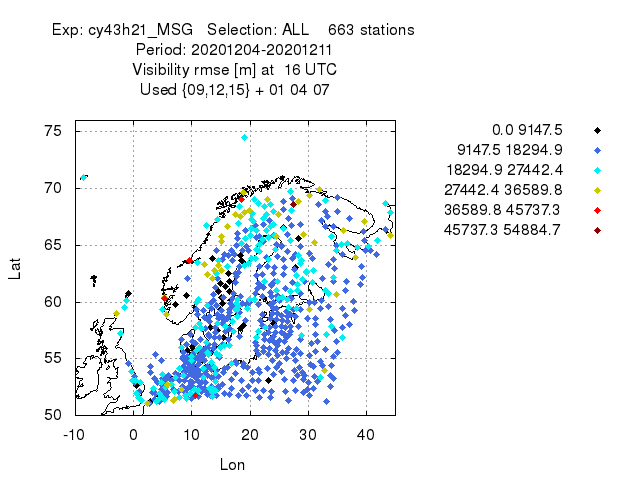 Exp: cy43h21_MSG   Selection: ALL    663 stations
Period: 20201204-20201211
Visibility rmse [m] at  16 UTC
Used {09,12,15} + 01 04 07
0.0 9147.5
9147.5 18294.9
18294.9 27442.4
27442.4 36589.8
36589.8 45737.3
45737.3 54884.7
75
70
65
60
55
50
Lat
-10 0 10 20 30 40
Lon